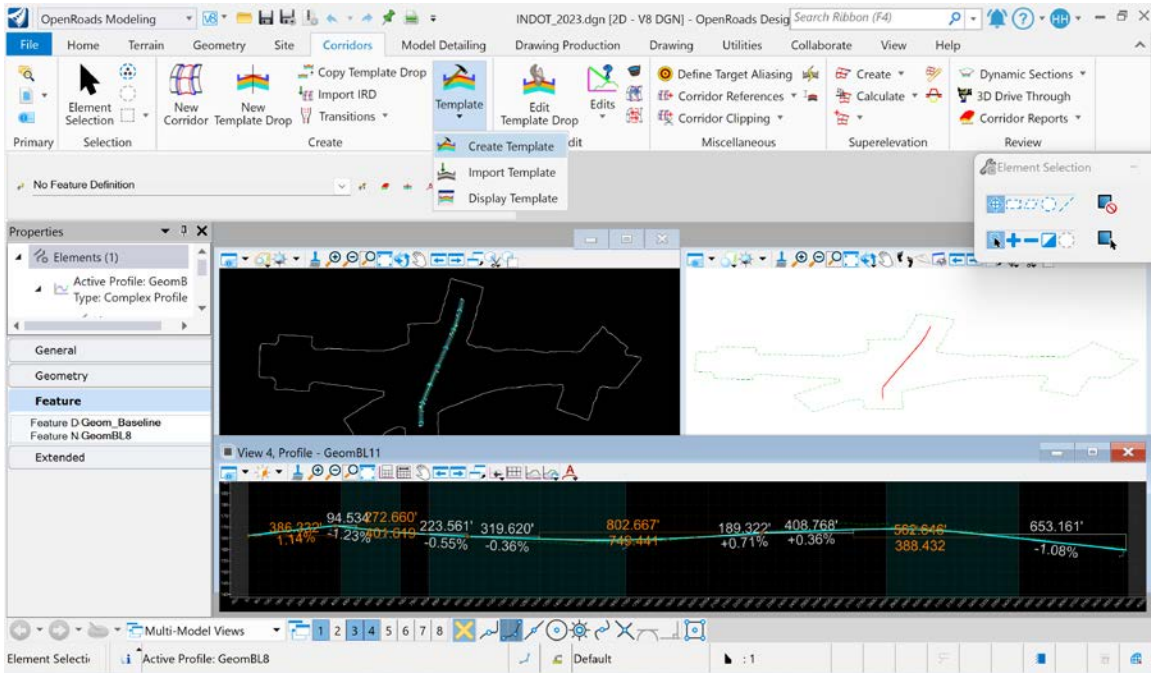 OpenRoads Modeling
INDOT_2023.dgn [2D - V8 DGN] - OpenRoads Desig
Search Ribbon (F4)
HH
File Home Terrain Geometry Site Corridors Model Detailing Drawing Production Drawing Utilities Collaborate View Help
Element Selection
New Corridor
New Template Drop
Copy Template Drop
Import IRD
Transitions
Template
Edit Template Drop
Edits
Define Target Aliasing
Corridor References
Corridor Clipping
Create
Calculate
Dynamic Sections
3D Drive Through
Corridor Reports
Primary Selection Create dit Miscellaneous Superelevation Review
Create Template
Import Template
Display Template
No Feature Definition
Element Selection
Properties
Elements (1)
Active Profile: GeomB
Type: Complex Profile
General
Geometry
Feature
Feature D Geom_Baseline
Feature N GeomBL8
Extended
View 4, Profile - GeomBL11
94.534
272.660'
223.561'
319.620'
802.667'
189.322'
408.768'
653.161'
1.14%
-1.23%
-0.55%
-0.36%
+0.71%
+0.36%
388.432
-1.08%
Multi-Model Views
1 2 3 4 5 6 7 8
Element Selecti
Active Profile: GeomBL8
Default
: 1